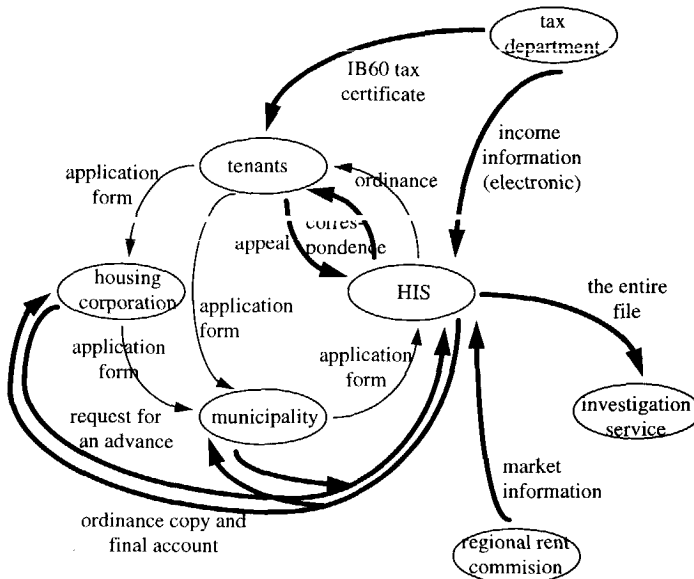 tax
department
IB60 tax
certificate
income
information
(electronic)
application
form
tenants
ordinance
corres-
pondence
appeal
housing
corporation
application
form
HIS
the entire
file
application
form
application
form
municipality
investigation
service
request for
an advance
market
information
ordinance copy and
final account
regional rent
commision